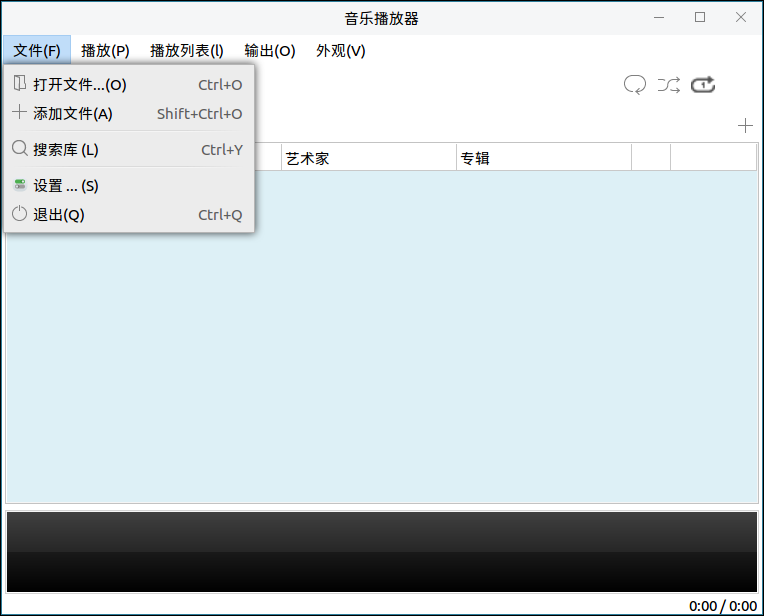 音乐播放器
文件(F) 播放(P) 播放列表(l) 输出(O) 外观(V)
打开文件...(O) Ctrl+O
添加文件(A) Shift+Ctrl+O
搜索库 (L) Ctrl+Y
艺术家 专辑
设置 ... (S)
退出(Q) Ctrl+Q
0:00 / 0:00